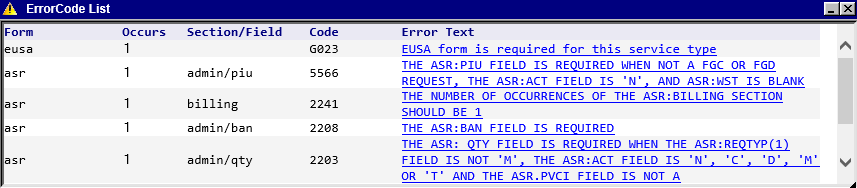 ErrorCode List
Form Occurs Section/Field Code Error Text
eusa 1 G023 EUSA form is required for this service type
asr 1 admin/piu 5566 THE ASR:PIU FIELD IS REQUIRED WHEN NOT A FGC OR FGD
REQUEST, THE ASR:ACT FIELD IS 'N', AND ASR:WST IS BLANK
asr 1 billing 2241 THE NUMBER OF OCCURRENCES OF THE ASR:BILLING SECTION
SHOULD BE 1
asr 1 admin/ban 2208 THE ASR:BAN FIELD IS REQUIRED
asr 1 admin/qty 2203 THE ASR: QTY FIELD IS REQUIRED WHEN THE ASR:REQTYP(1)
FIELD IS NOT 'M', THE ASR:ACT FIELD IS 'N', 'C', 'D', 'M'
OR 'T' AND THE ASR.PVCI FIELD IS NOT A